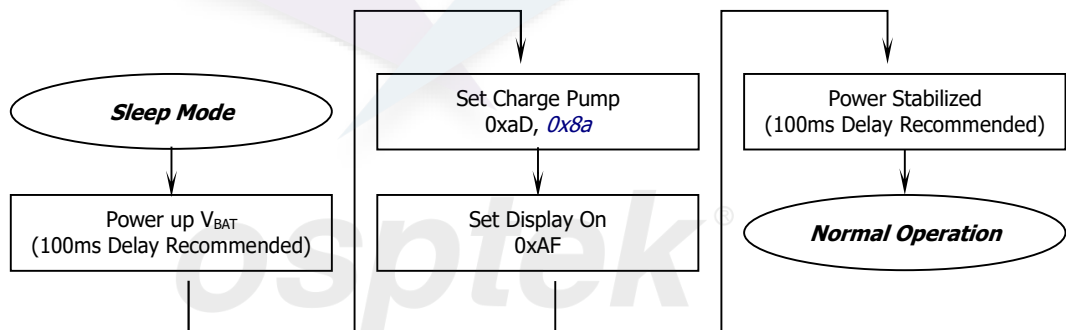 Sleep Mode
Power up VBAT
(100ms Delay Recommended)
Set Charge Pump
0xaD, 0x8a
Set Display On
0xAF
Power Stabilized
(100ms Delay Recommended)
Normal Operation
osptek®